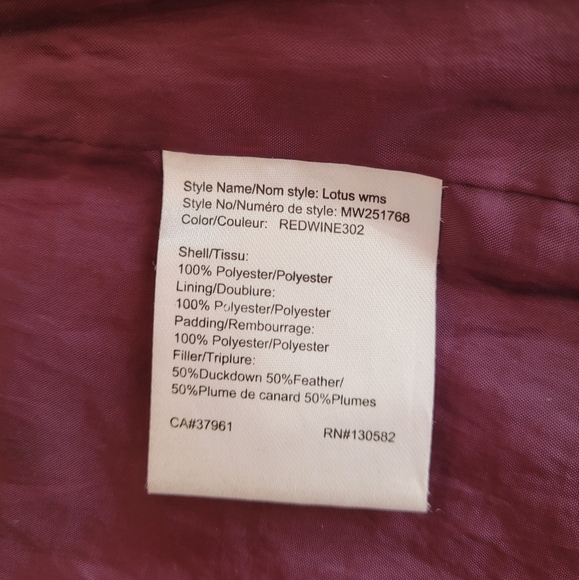 Style Name/Nom style: Lotus wms
Style No/Numéro de style: MW251768
Color/Couleur: REDWINE302
Shell/Tissu:
100% Polyester/Polyester
Lining/Doublure:
100% Polyester/Polyester
Padding/Rembourrage:
100% Polyester/Polyester
Filler/Triplure:
50%Duckdown 50%Feather/
50%Plume de canard 50%Plumes
CA#37961 RN#130582